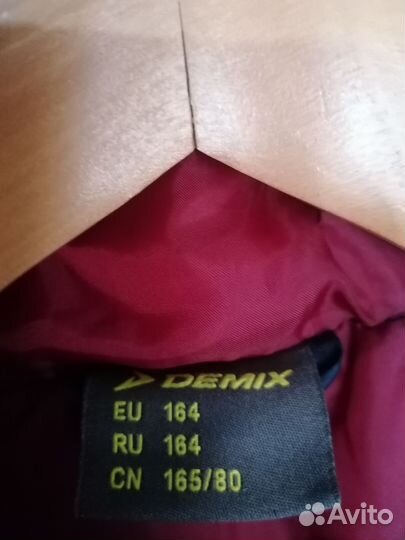 DEMIX
EU 164
RU 164
CN 165/80
Avito